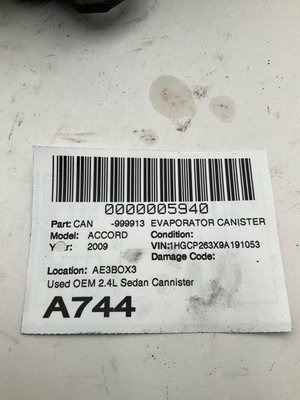 0000005940
Part: CAN -999913 EVAPORATOR CANISTER
Model: ACCORD Condition:
Year: 2009 VIN:1HGCP263X9A191053
Damage Code:
Location: AE3BOX3
Used OEM 2.4L Sedan Cannister
A744